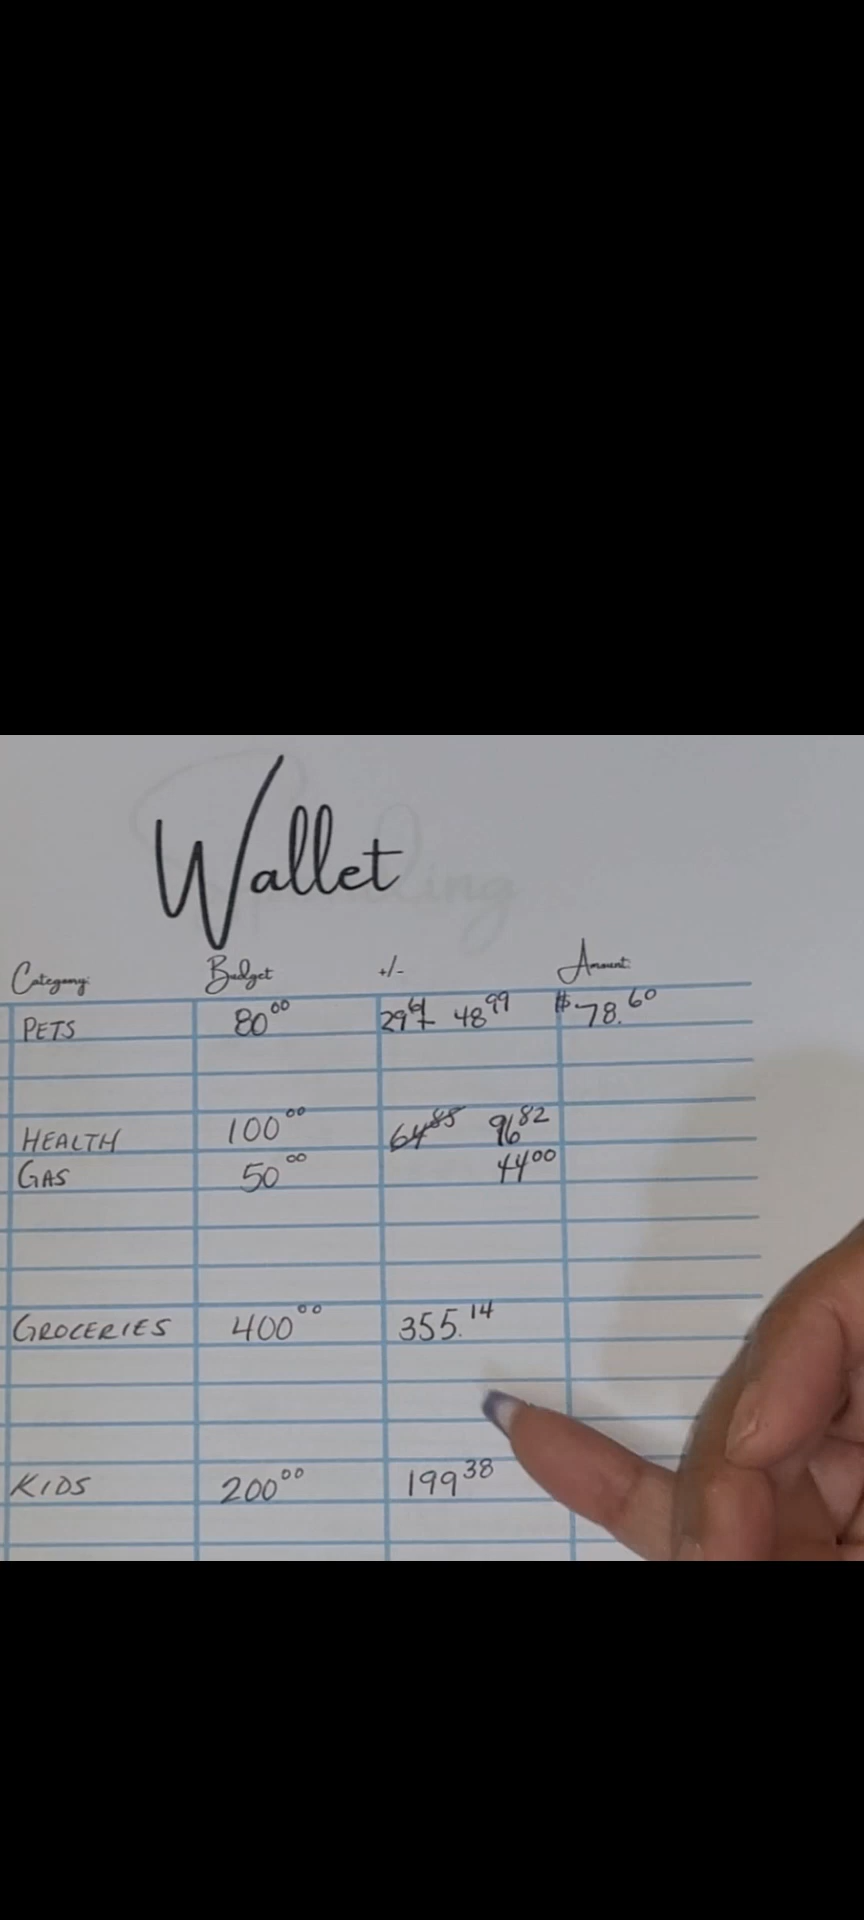 Wallet
Category Budget +/- Amount
PETS 80.00 29.61 48.99 $78.60
HEALTH 100.00 64.85 96.82
GAS 50.00 44.00
GROCERIES 400.00 355.14
KIDS 200.00 199.38